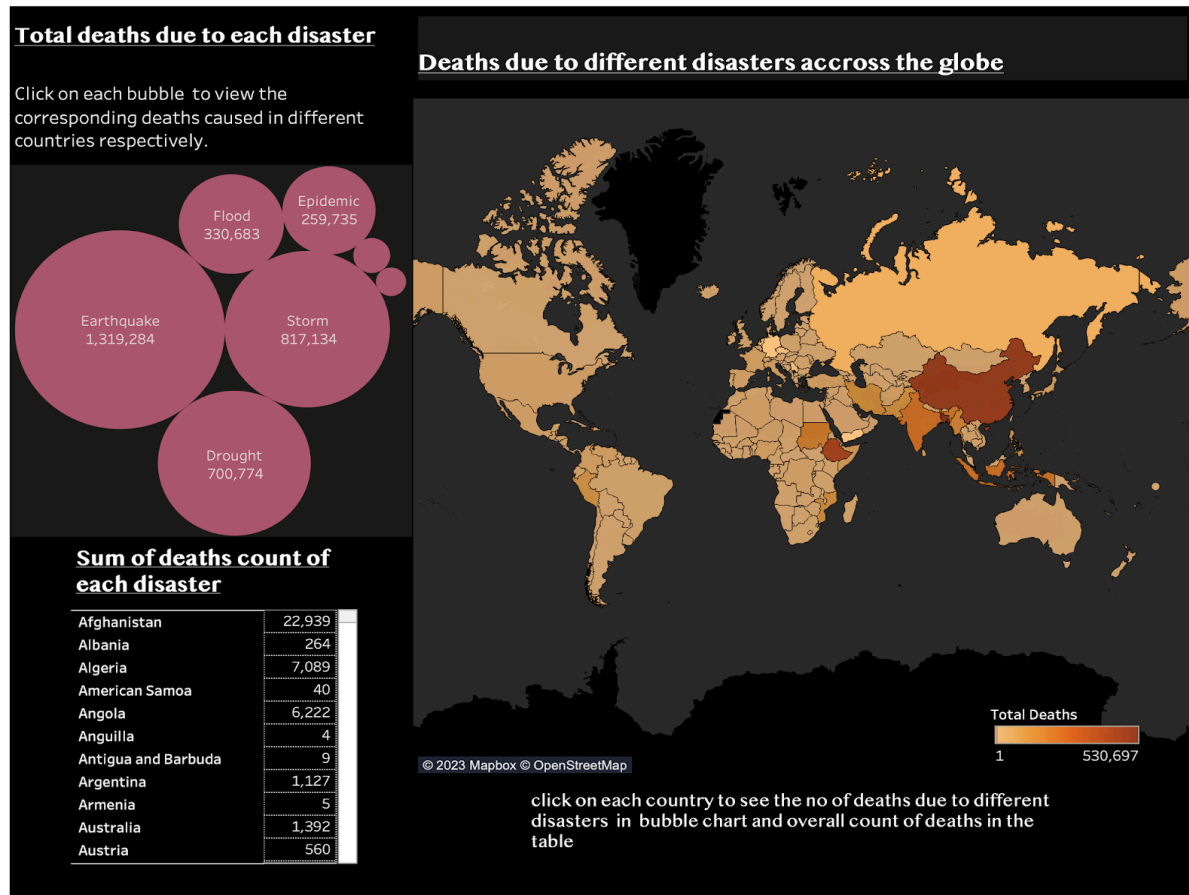 Total deaths due to each disaster
Click on each bubble  to view the
corresponding deaths caused in different
countries respectively.
Flood
330,683
Epidemic
259,735
Earthquake
1,319,284
Storm
817,134
Drought
700,774
Sum of deaths count of
each disaster
Afghanistan 22,939
Albania 264
Algeria 7,089
American Samoa 40
Angola 6,222
Anguilla 4
Antigua and Barbuda 9
Argentina 1,127
Armenia 5
Australia 1,392
Austria 560
Deaths due to different disasters accross the globe
Total Deaths
1 530,697
© 2023 Mapbox © OpenStreetMap
click on each country to see the no of deaths due to different
disasters  in bubble chart and overall count of deaths in the
table